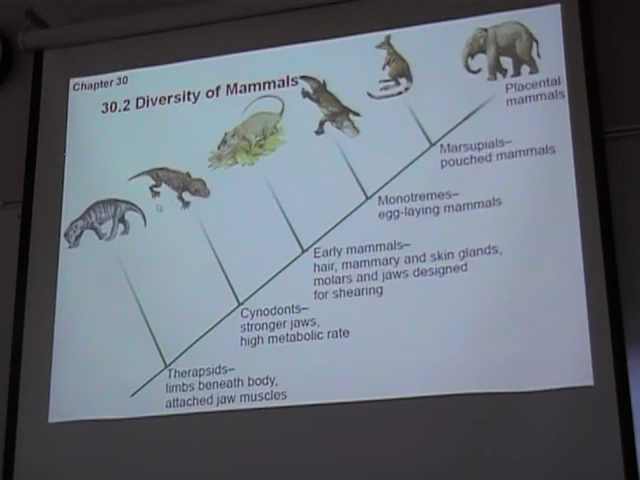 Chapter 30
30.2 Diversity of Mammals
Placental
mammals
Marsupials–
pouched mammals
Monotremes–
egg-laying mammals
Early mammals–
hair, mammary and skin glands,
molars and jaws designed
for shearing
Cynodonts–
stronger jaws,
high metabolic rate
Therapsids–
limbs beneath body,
attached jaw muscles